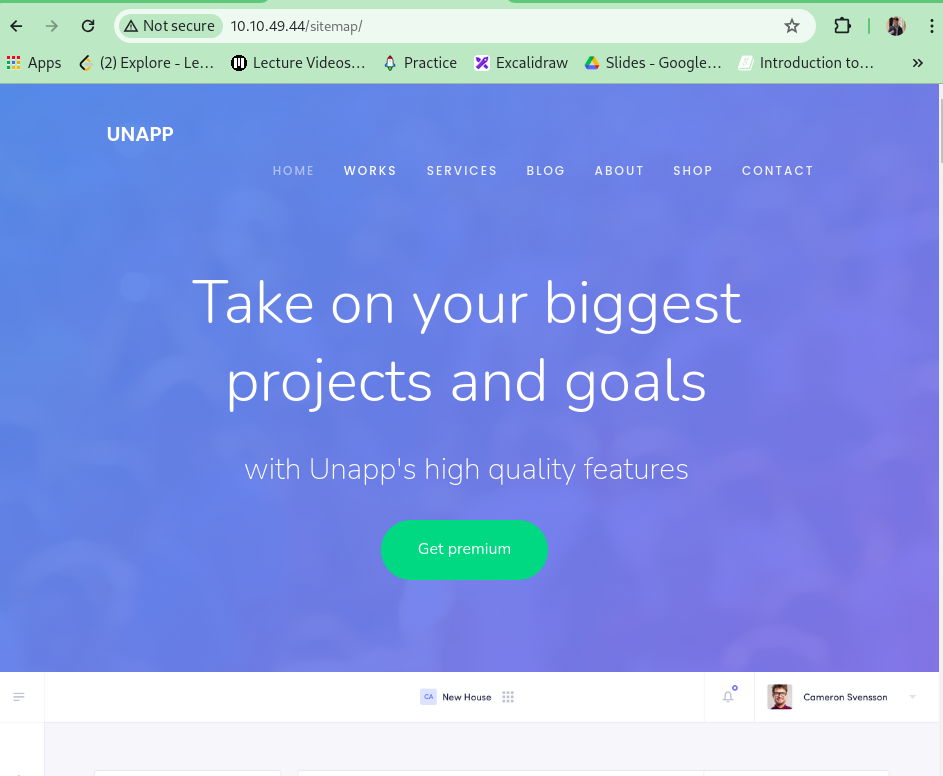 Not secure 10.10.49.44/sitemap/
Apps (2) Explore - Le... Lecture Videos... Practice Excalidraw Slides - Google... Introduction to... »
UNAPP
HOME WORKS SERVICES BLOG ABOUT SHOP CONTACT
Take on your biggest
projects and goals
with Unapp's high quality features
Get premium
CA New House Cameron Svensson